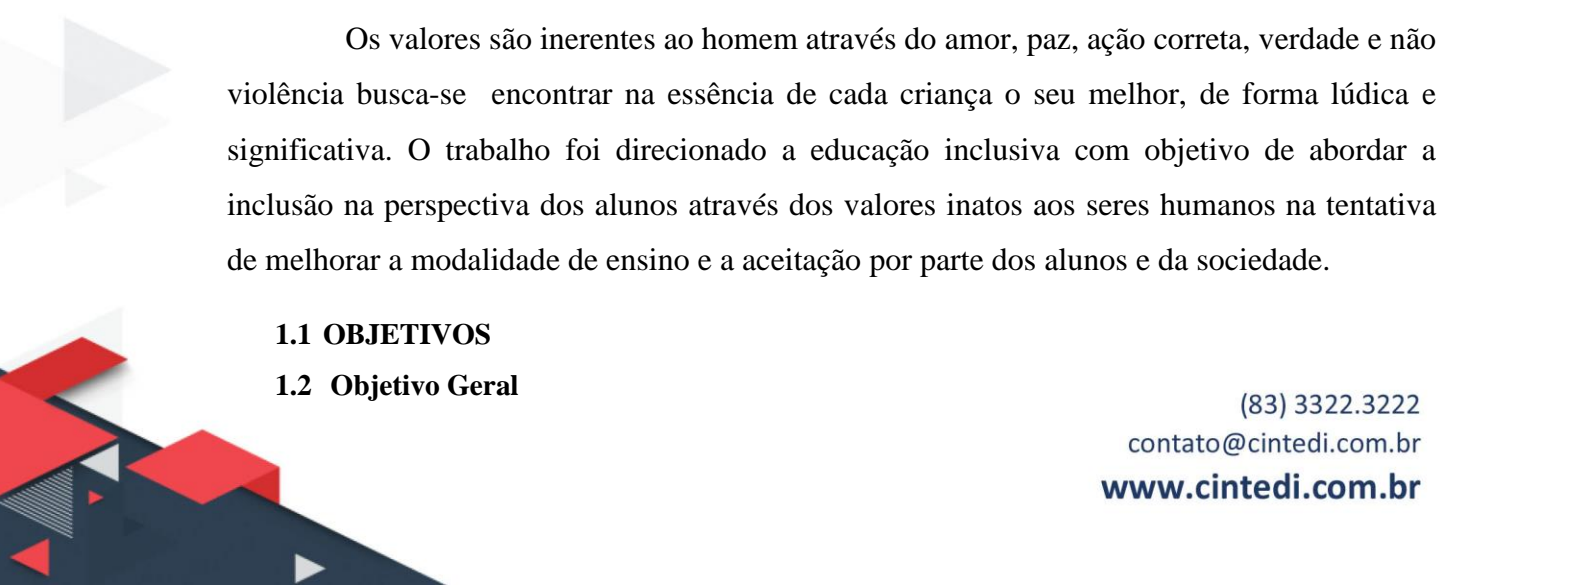 Os valores são inerentes ao homem através do amor, paz, ação correta, verdade e não
violência busca-se encontrar na essência de cada criança o seu melhor, de forma lúdica e
significativa. O trabalho foi direcionado a educação inclusiva com objetivo de abordar a
inclusão na perspectiva dos alunos através dos valores inatos aos seres humanos na tentativa
de melhorar a modalidade de ensino e a aceitação por parte dos alunos e da sociedade.
1.1 OBJETIVOS
1.2 Objetivo Geral
(83) 3322.3222
contato@cintedi.com.br
www.cintedi.com.br